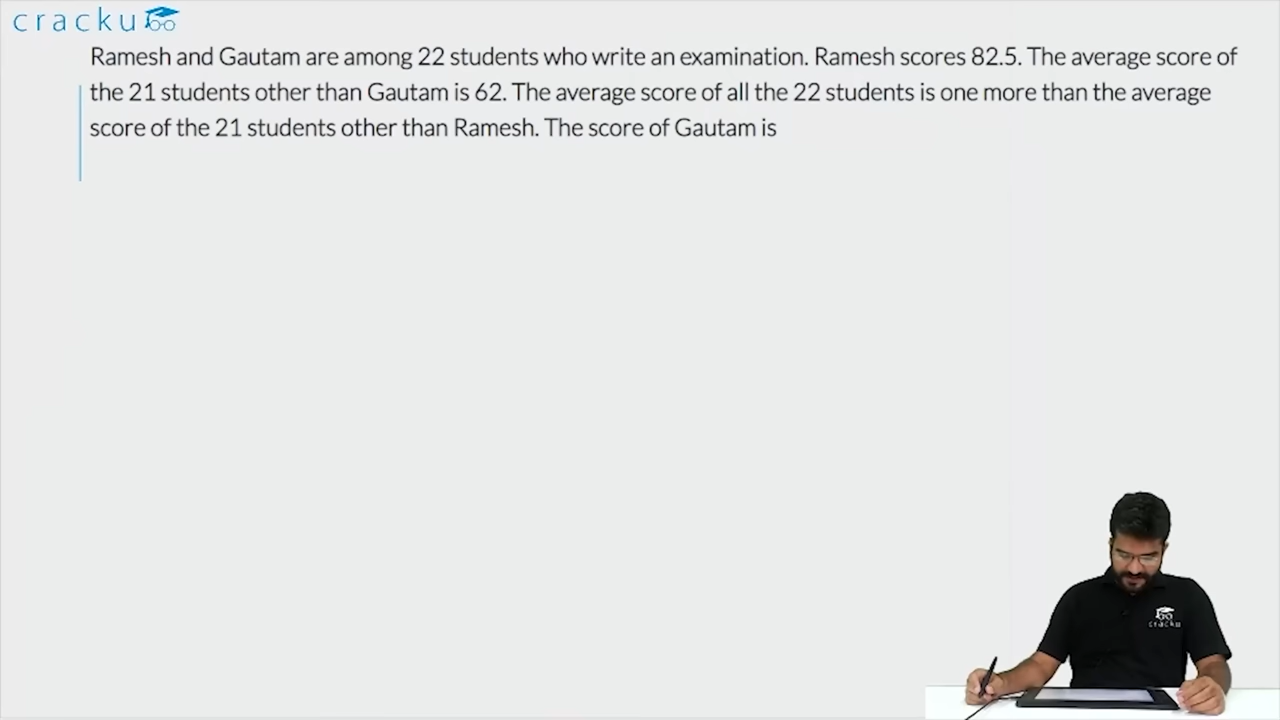 cracku
Ramesh and Gautam are among 22 students who write an examination. Ramesh scores 82.5. The average score of
the 21 students other than Gautam is 62. The average score of all the 22 students is one more than the average
score of the 21 students other than Ramesh. The score of Gautam is
cracku